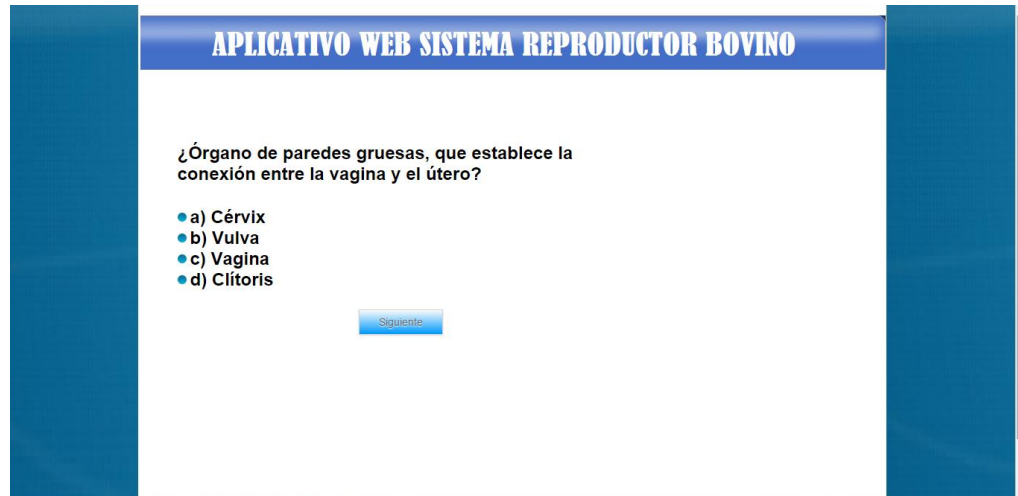 APLICATIVO WEB SISTEMA REPRODUCTOR BOVINO
¿Órgano de paredes gruesas, que establece la
conexión entre la vagina y el útero?
a) Cérvix
b) Vulva
c) Vagina
d) Clítoris
Siguiente